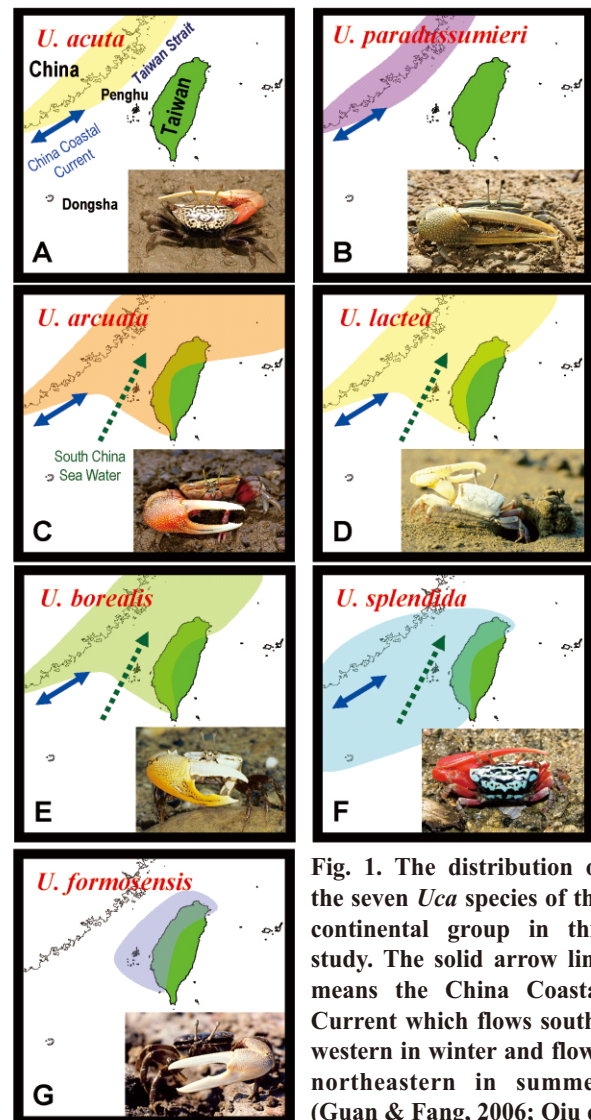 U. acuta
China
Taiwan Strait
Penghu
Taiwan
China Coastal
Current
Dongsha
A
U. paradussumieri
B
U. arcuata
South China
Sea Water
C
U. lactea
D
U. borealis
E
U. splendida
F
U. formosensis
G
Fig. 1. The distribution o
the seven Uca species of th
continental group in thi
study. The solid arrow lin
means the China Coasta
Current which flows south
western in winter and flow
northeastern in summe
(Guan & Fang, 2006; Qiu e